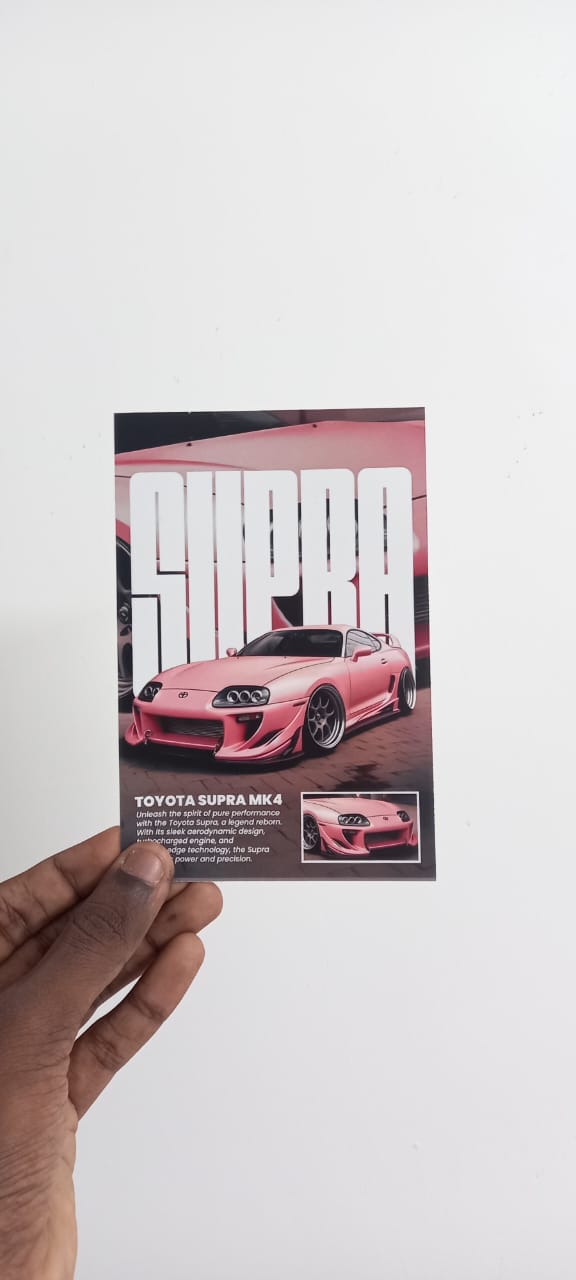 SUPRA
TOYOTA SUPRA MK4
Unleash the spirit of pure performance
with the Toyota Supra, a legend reborn.
With its sleek aerodynamic design,
turbocharged engine, and
edge technology, the Supra
power and precision.